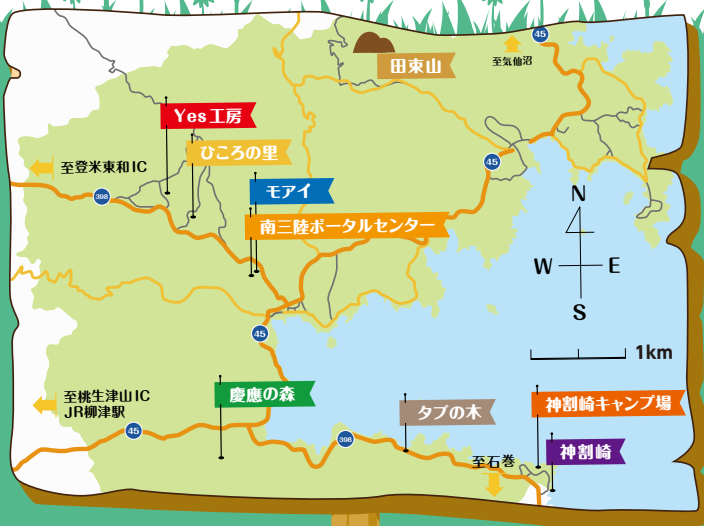 45
至気仙沼
田束山
Yes工房
ひころの里
45
至登米東和IC
モアイ
398
N
南三陸ポータルセンター
W
E
S
45
1km
慶應の森
至桃生津山IC
JR柳津駅
タブの木
神割崎キャンプ場
45
398
神割崎
至石巻